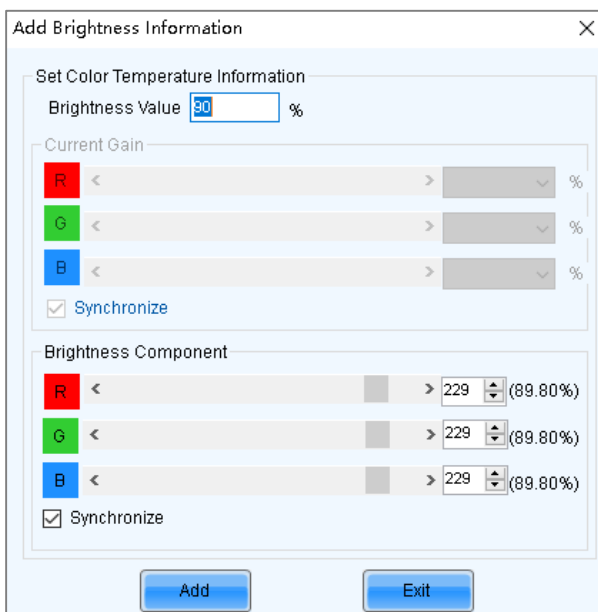 Add Brightness Information
Set Color Temperature Information
Brightness Value 90 %
Current Gain
R %
G %
B %
Synchronize
Brightness Component
R 229 (89.80%)
G 229 (89.80%)
B 229 (89.80%)
Synchronize
Add Exit